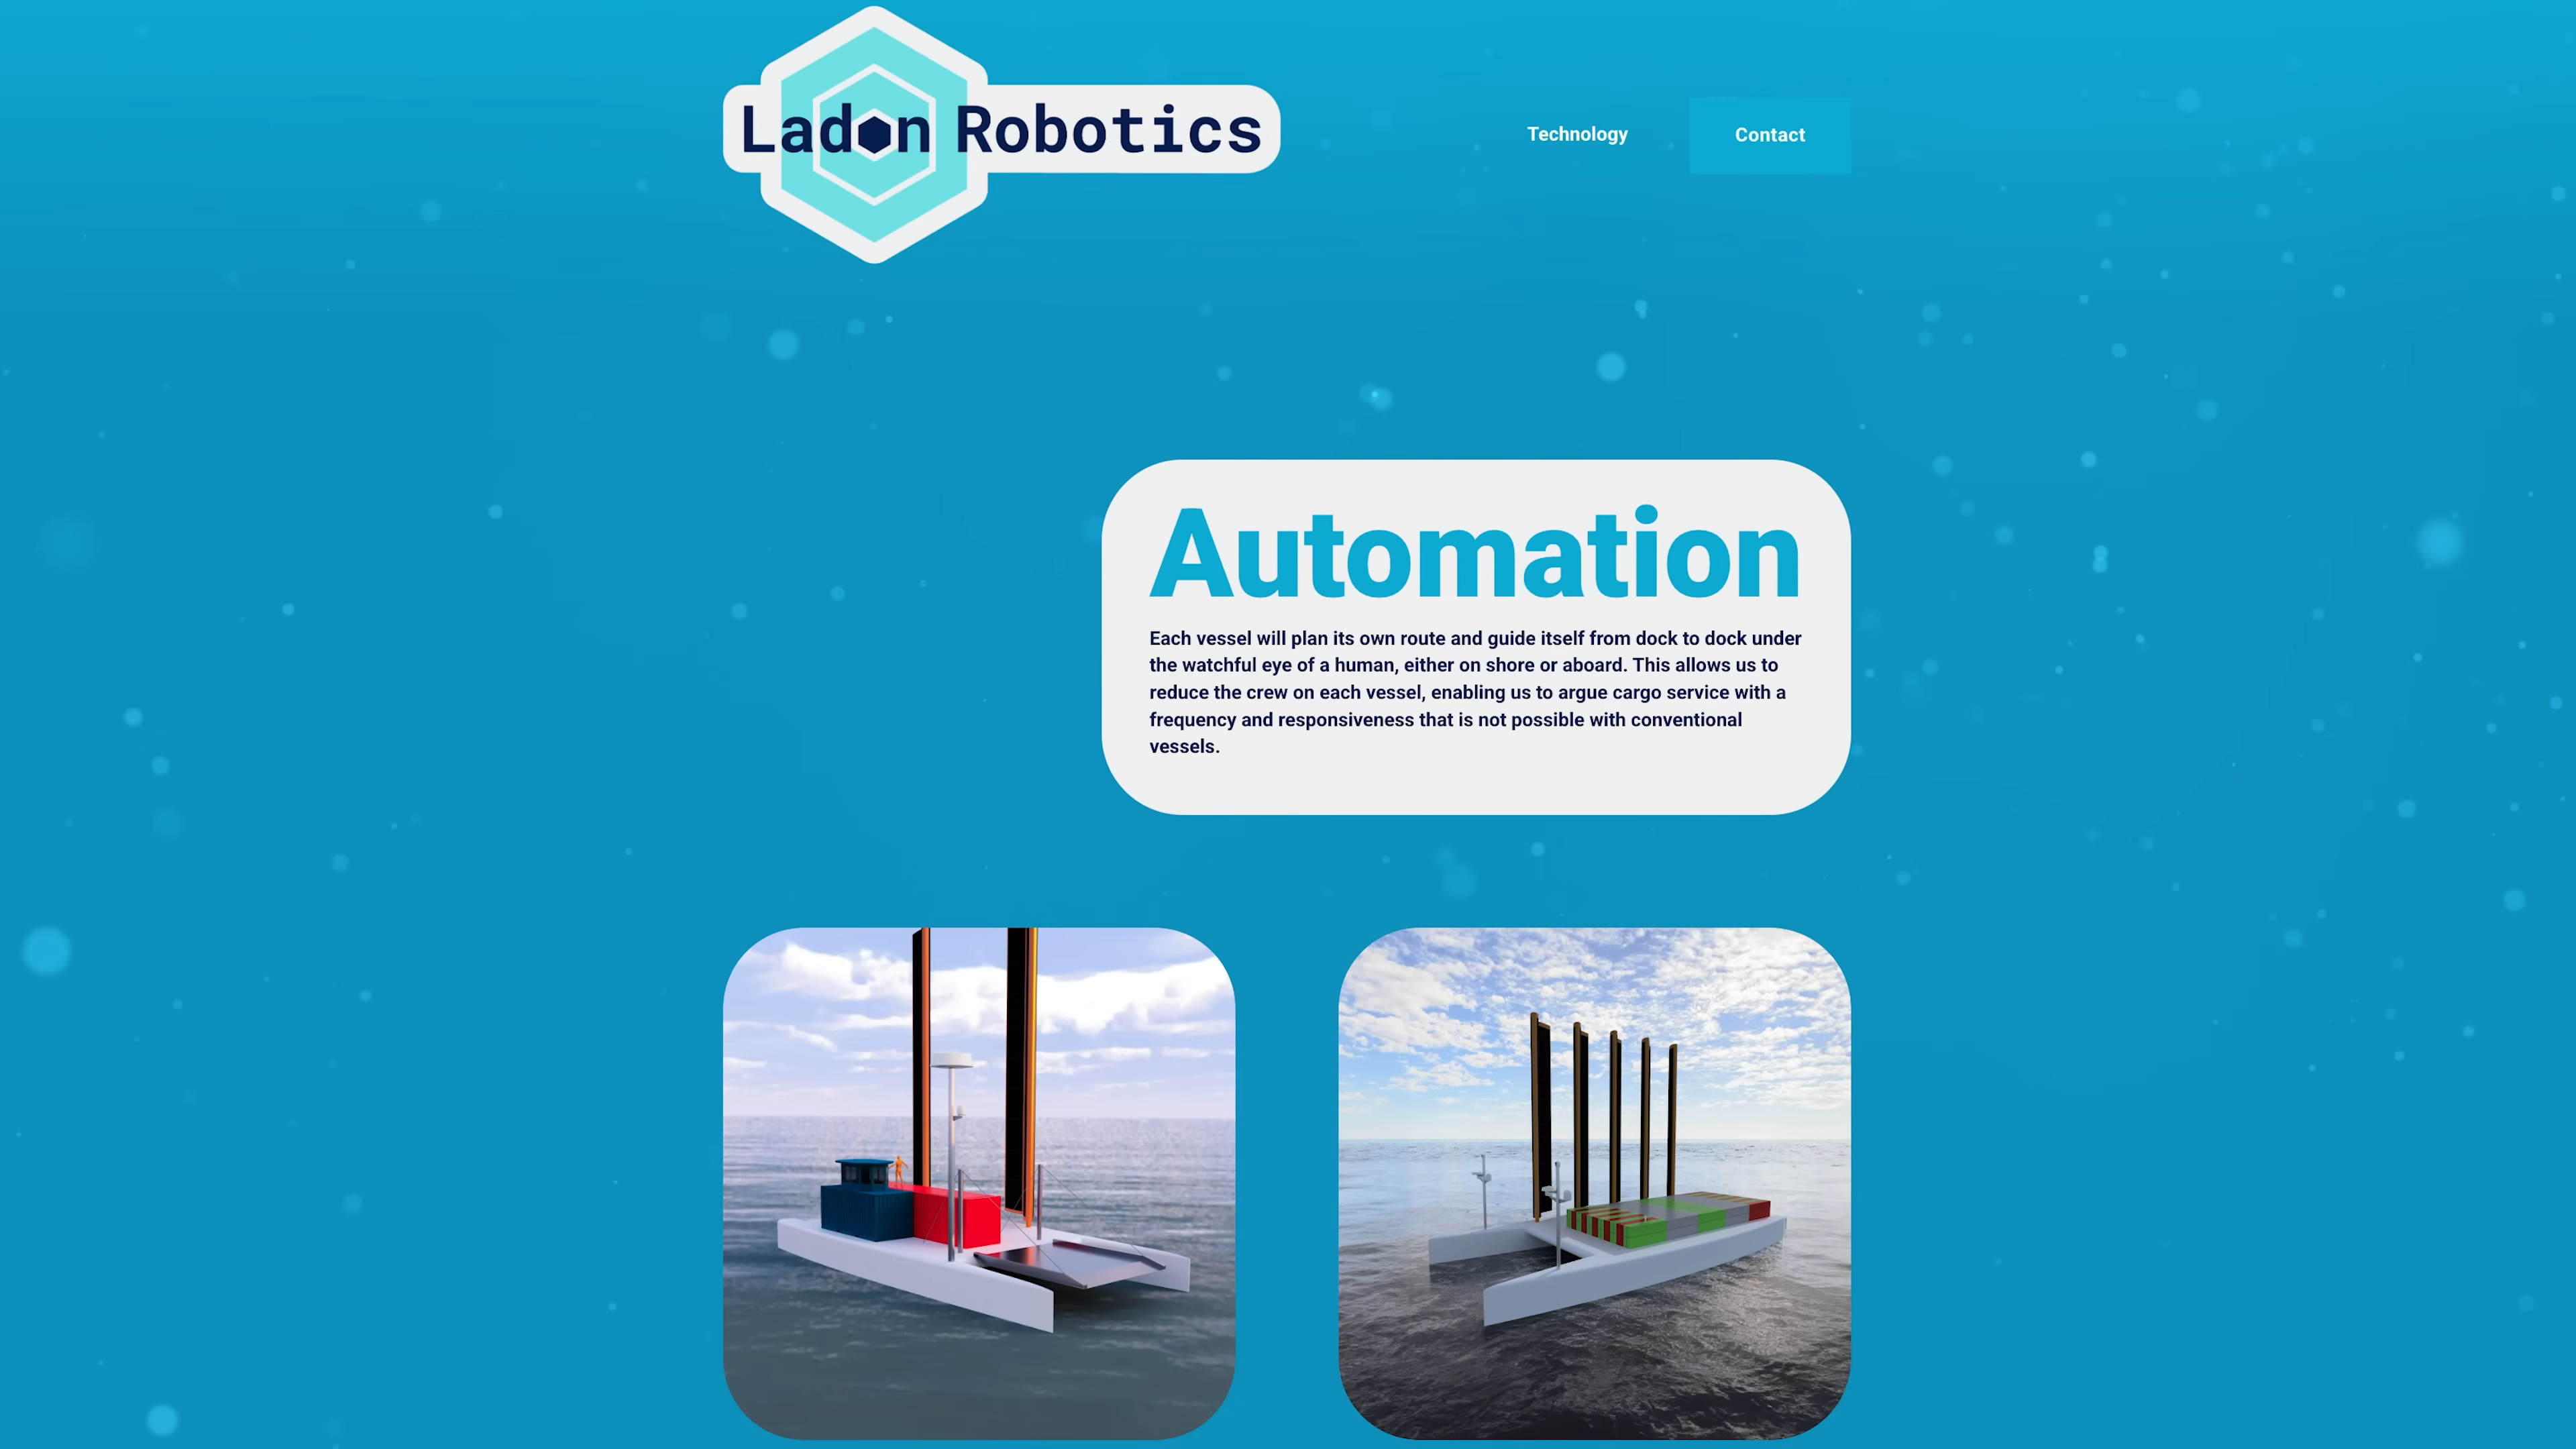 Ladon Robotics
Technology
Contact
Automation
Each vessel will plan its own route and guide itself from dock to dock under
the watchful eye of a human, either on shore or aboard. This allows us to
reduce the crew on each vessel, enabling us to argue cargo service with a
frequency and responsiveness that is not possible with conventional
vessels.